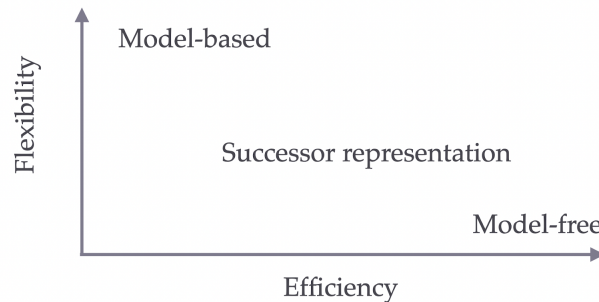 Model-based
Flexibility
Successor representation
Model-free
Efficiency